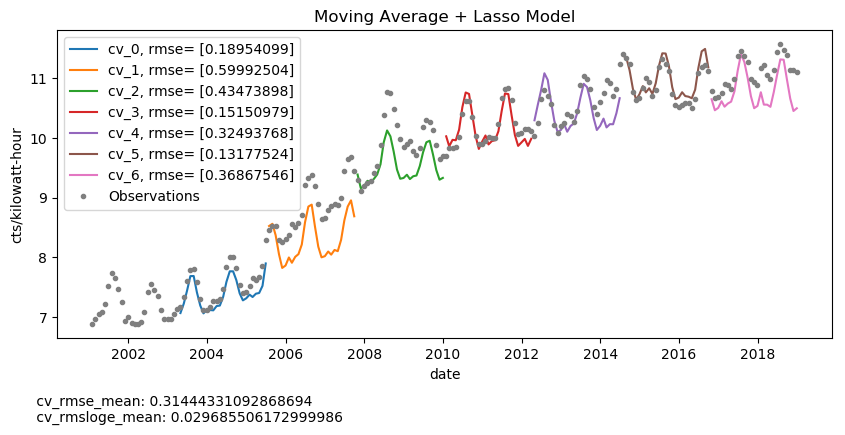 Moving Average + Lasso Model
cts/kilowatt-hour
11
10
9
8
7
cv_0, rmse= [0.18954099]
cv_1, rmse= [0.59992504]
cv_2, rmse= [0.43473898]
cv_3, rmse= [0.15150979]
cv_4, rmse= [0.32493768]
cv_5, rmse= [0.13177524]
cv_6, rmse= [0.36867546]
Observations
2002 2004 2006 2008 2010 2012 2014 2016 2018
date
cv_rmse_mean: 0.31444331092868694
cv_rmsloge_mean: 0.029685506172999986